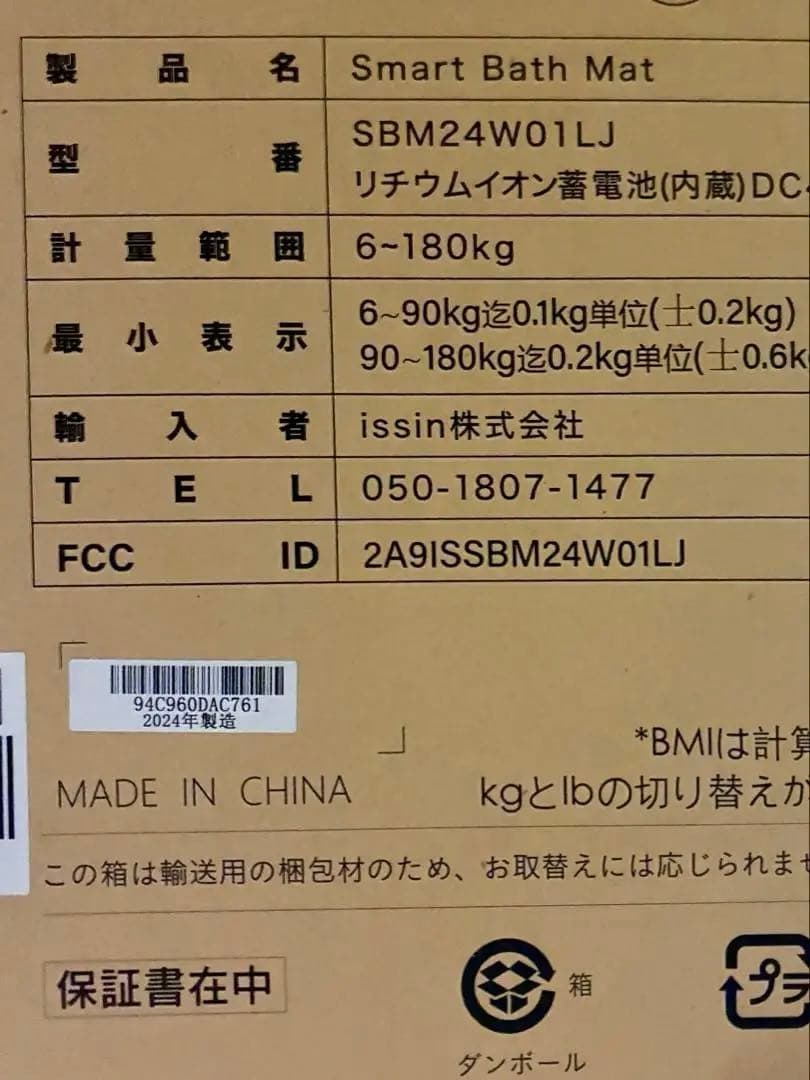 製品名 Smart Bath Mat
型番 SBM24W01LJ
リチウムイオン蓄電池(内蔵)DC
計量範囲 6~180kg
最小表示 6~90kg迄0.1kg単位(士0.2kg)
90~180kg迄0.2kg単位(士0.6k
輸入者 issin株式会社
TEL 050-1807-1477
FCC ID 2A9ISSBM24W01LJ
94C960DAC761
2024年製造
*BMIは計算
MADE IN CHINA
kgとlbの切り替えか
この箱は輸送用の梱包材のため、お取替えには応じられませ
保証書在中
箱
プラ
ダンボール